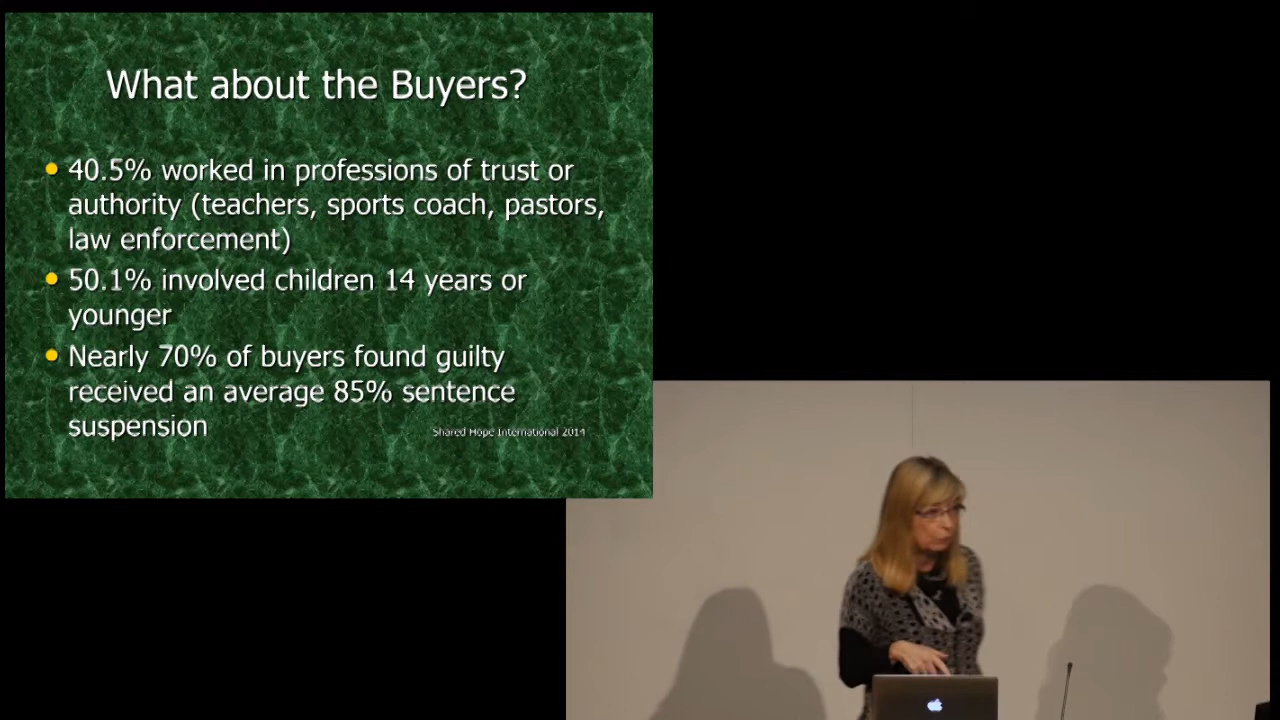 What about the Buyers?
• 40.5% worked in professions of trust or
authority (teachers, sports coach, pastors,
law enforcement)
• 50.1% involved children 14 years or
younger
• Nearly 70% of buyers found guilty
received an average 85% sentence
suspension
Shared Hope International 2014